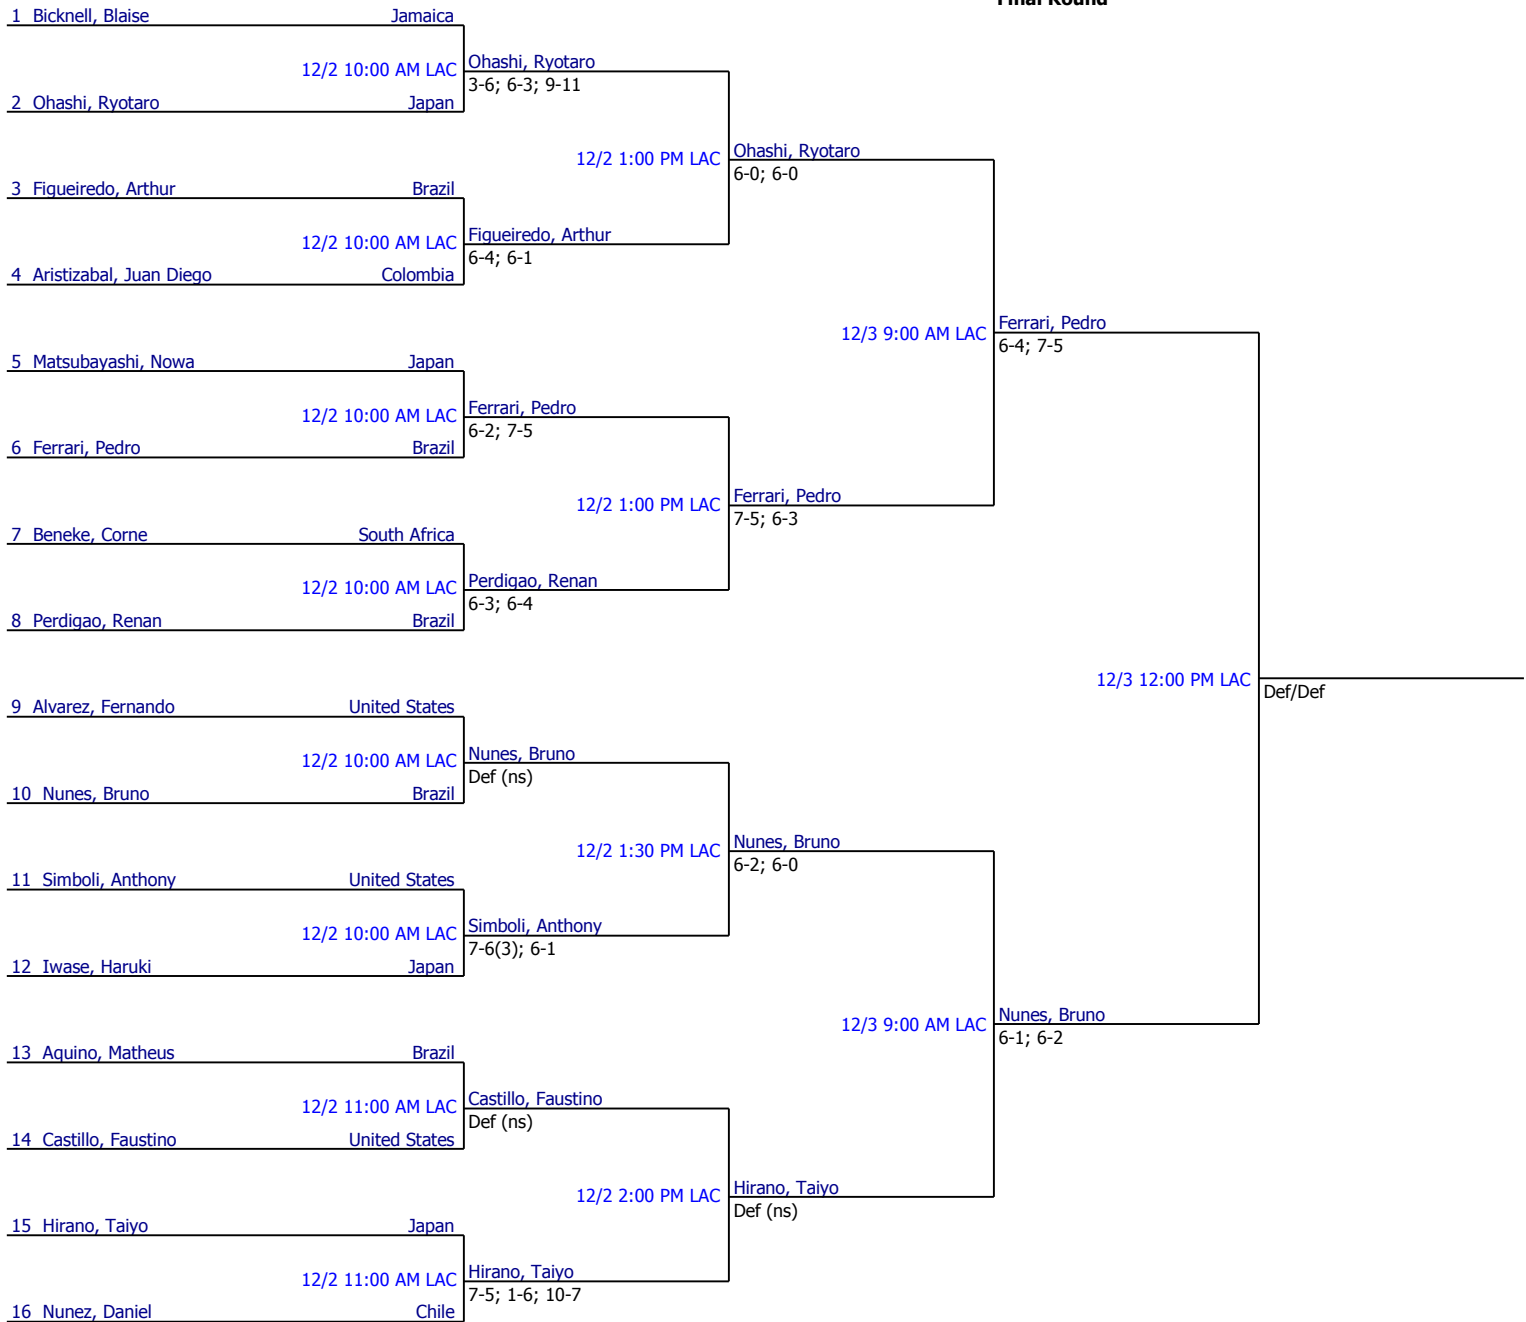 Final Round
1 Bicknell, Blaise Jamaica
12/2 10:00 AM LAC Ohashi, Ryotaro
3-6; 6-3; 9-11
2 Ohashi, Ryotaro Japan
12/2 1:00 PM LAC Ohashi, Ryotaro
6-0; 6-0
3 Figueiredo, Arthur Brazil
12/2 10:00 AM LAC Figueiredo, Arthur
6-4; 6-1
4 Aristizabal, Juan Diego Colombia
12/3 9:00 AM LAC Ferrari, Pedro
6-4; 7-5
5 Matsubayashi, Nowa Japan
12/2 10:00 AM LAC Ferrari, Pedro
6-2; 7-5
6 Ferrari, Pedro Brazil
12/2 1:00 PM LAC Ferrari, Pedro
7-5; 6-3
7 Beneke, Corne South Africa
12/2 10:00 AM LAC Perdigao, Renan
6-3; 6-4
8 Perdigao, Renan Brazil
12/3 12:00 PM LAC
Def/Def
9 Alvarez, Fernando United States
12/2 10:00 AM LAC Nunes, Bruno
Def (ns)
10 Nunes, Bruno Brazil
12/2 1:30 PM LAC Nunes, Bruno
6-2; 6-0
11 Simboli, Anthony United States
12/2 10:00 AM LAC Simboli, Anthony
7-6(3); 6-1
12 Iwase, Haruki Japan
12/3 9:00 AM LAC Nunes, Bruno
6-1; 6-2
13 Aquino, Matheus Brazil
12/2 11:00 AM LAC Castillo, Faustino
Def (ns)
14 Castillo, Faustino United States
12/2 2:00 PM LAC Hirano, Taiyo
Def (ns)
15 Hirano, Taiyo Japan
12/2 11:00 AM LAC Hirano, Taiyo
7-5; 1-6; 10-7
16 Nunez, Daniel Chile